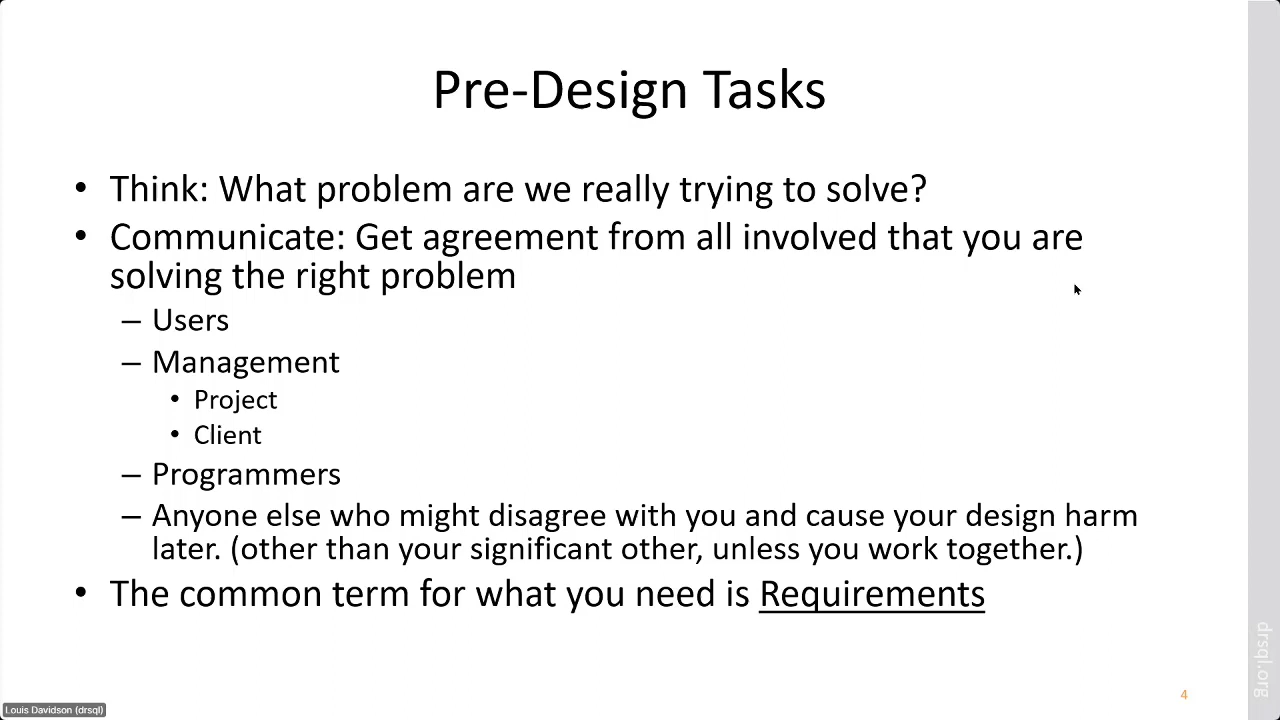 Pre-Design Tasks
• Think: What problem are we really trying to solve?
• Communicate: Get agreement from all involved that you are
solving the right problem
– Users
– Management
• Project
• Client
– Programmers
– Anyone else who might disagree with you and cause your design harm
later. (other than your significant other, unless you work together.)
• The common term for what you need is Requirements
drsql.org
4
Louis Davidson (drsql)